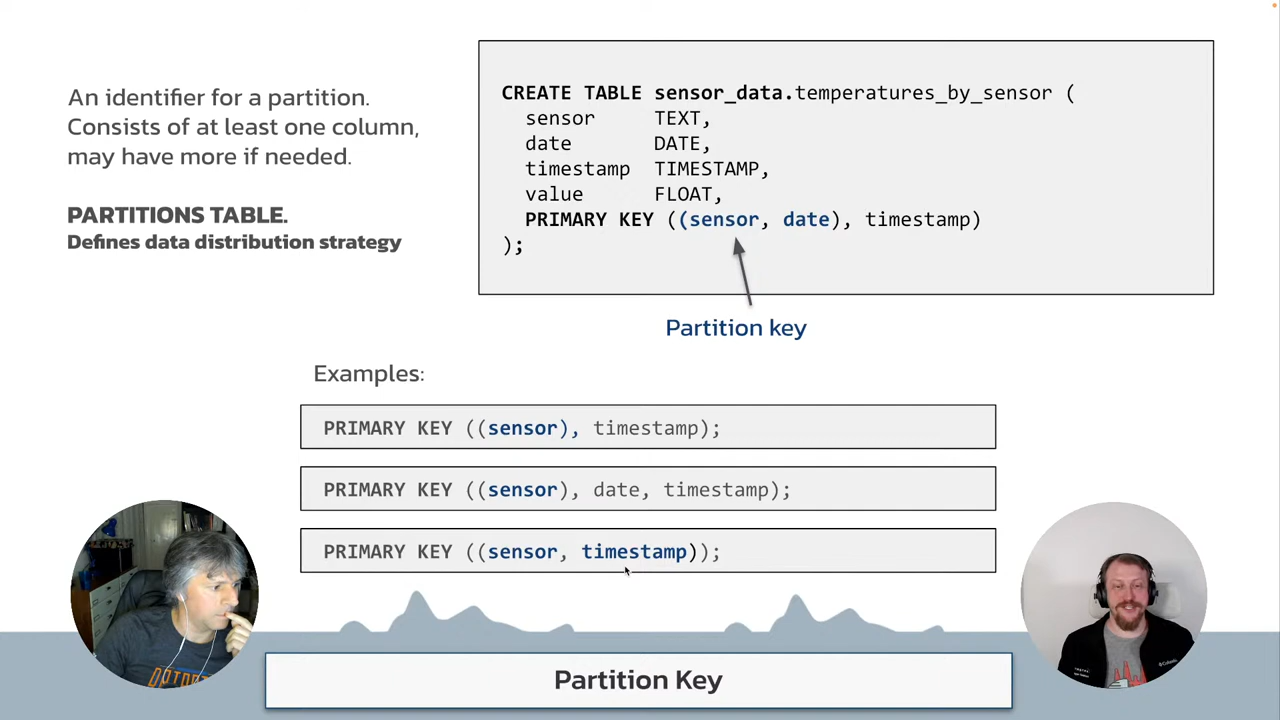 An identifier for a partition.
Consists of at least one column,
may have more if needed.
PARTITIONS TABLE.
Defines data distribution strategy
CREATE TABLE sensor_data.temperatures_by_sensor (
sensor TEXT,
date DATE,
timestamp TIMESTAMP,
value FLOAT,
PRIMARY KEY ((sensor, date), timestamp)
);
Partition key
Examples:
PRIMARY KEY ((sensor), timestamp);
PRIMARY KEY ((sensor), date, timestamp);
PRIMARY KEY ((sensor, timestamp));
Partition Key